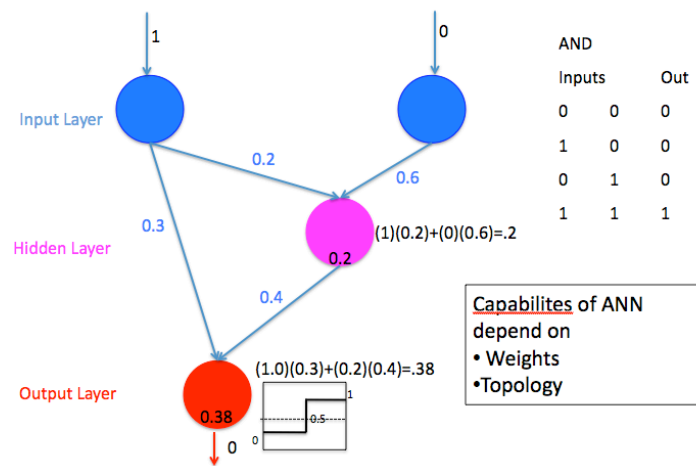 1
0
AND
Inputs Out
0 0 0
1 0 0
0 1 0
1 1 1
Input Layer
0.2
0.6
0.3
Hidden Layer
(1)(0.2)+(0)(0.6)=.2
0.2
0.4
Capabilites of ANN
depend on
• Weights
•Topology
(1.0)(0.3)+(0.2)(0.4)=.38
Output Layer
0.38
1
0.5
0
0